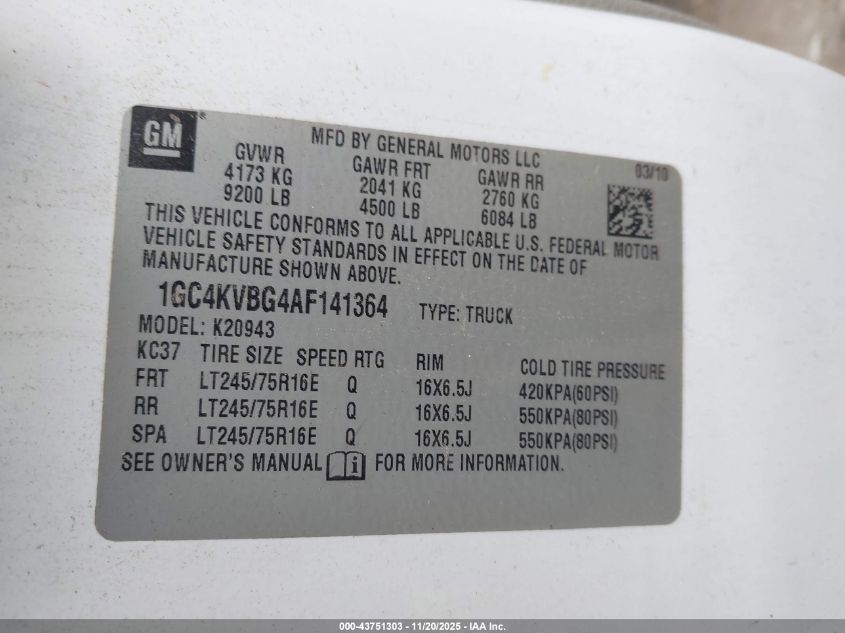 GM
MFD BY GENERAL MOTORS LLC
03/10
GVWR GAWR FRT GAWR RR
4173 KG 2041 KG 2760 KG
9200 LB 4500 LB 6084 LB
THIS VEHICLE CONFORMS TO ALL APPLICABLE U.S. FEDERAL MOTOR
VEHICLE SAFETY STANDARDS IN EFFECT ON THE DATE OF
MANUFACTURE SHOWN ABOVE.
1GC4KVBG4AF141364 TYPE: TRUCK
MODEL: K20943
KC37 TIRE SIZE SPEED RTG RIM COLD TIRE PRESSURE
FRT LT245/75R16E Q 16X6.5J 420KPA(60PSI)
RR LT245/75R16E Q 16X6.5J 550KPA(80PSI)
SPA LT245/75R16E Q 16X6.5J 550KPA(80PSI)
SEE OWNER'S MANUAL FOR MORE INFORMATION.
000-43751303 - 11/20/2025 - IAA Inc.